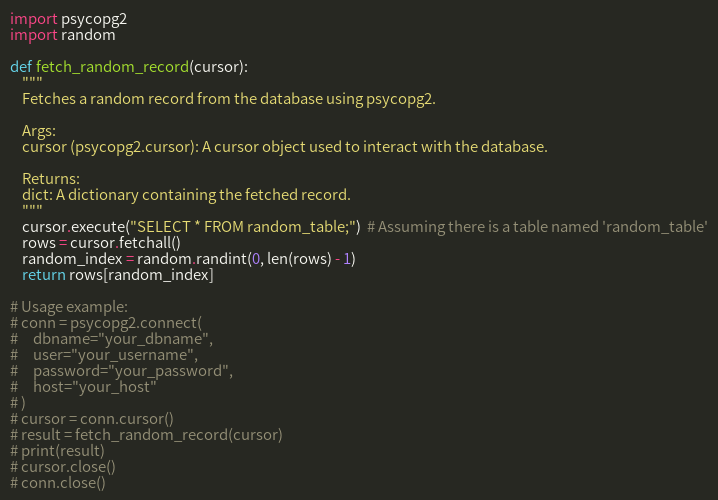 import psycopg2
import random

def fetch_random_record(cursor):
    """
    Fetches a random record from the database using psycopg2.

    Args:
    cursor (psycopg2.cursor): A cursor object used to interact with the database.

    Returns:
    dict: A dictionary containing the fetched record.
    """
    cursor.execute("SELECT * FROM random_table;")  # Assuming there is a table named 'random_table'
    rows = cursor.fetchall()
    random_index = random.randint(0, len(rows) - 1)
    return rows[random_index]

# Usage example:
# conn = psycopg2.connect(
#     dbname="your_dbname",
#     user="your_username",
#     password="your_password",
#     host="your_host"
# )
# cursor = conn.cursor()
# result = fetch_random_record(cursor)
# print(result)
# cursor.close()
# conn.close()